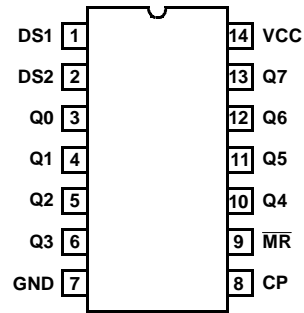 DS1 1 14 VCC
DS2 2 13 Q7
Q0 3 12 Q6
Q1 4 11 Q5
Q2 5 10 Q4
Q3 6 9 M̅R̅
GND 7 8 CP